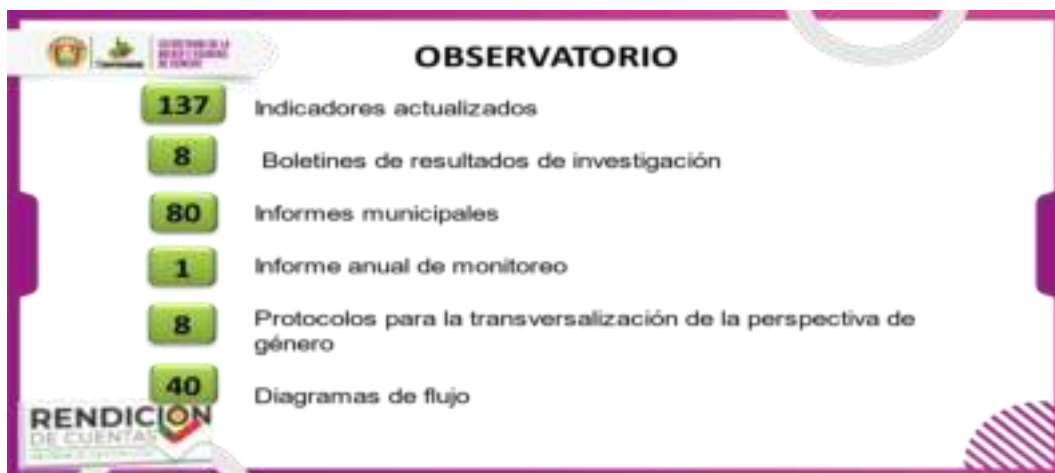 OBSERVATORIO
137 Indicadores actualizados
8 Boletines de resultados de investigación
80 Informes municipales
1 Informe anual de monitoreo
8 Protocolos para la transversalización de la perspectiva de
género
40 Diagramas de flujo
RENDICIÓN
DE CUENTAS